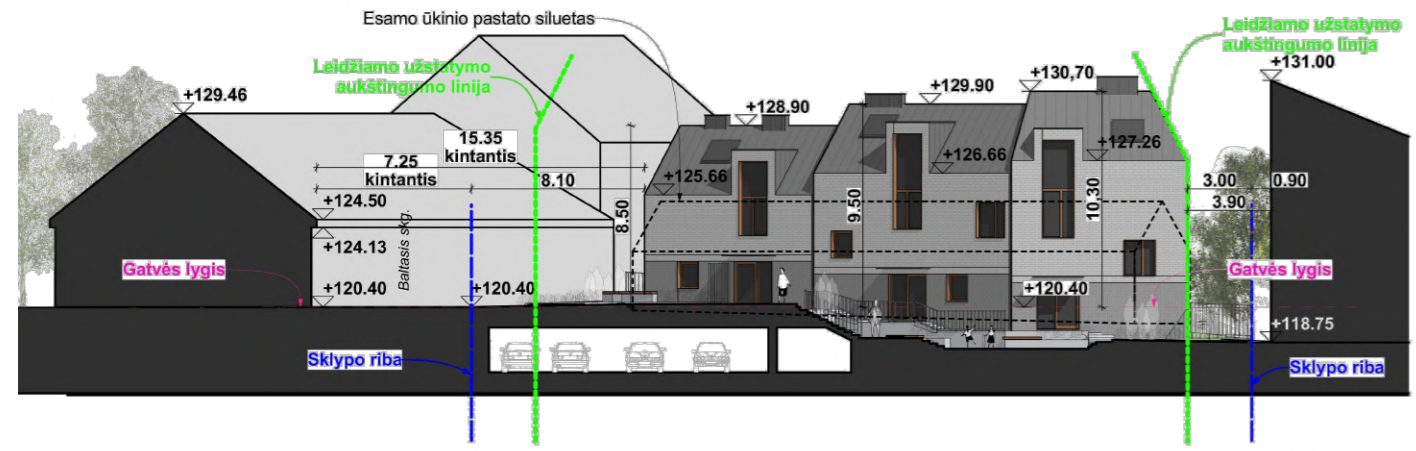 Esamo ūkinio pastato siluetas
Leidžiamo užstatymo
aukštingumo linija
Leidžiamo užstatymo
aukštingumo linija
+131.00
+130,70
+129.90
+129.46
+128.90
15.35
kintantis
7.25
kintantis
8.10
+127.26
+126.66
+125.66
3.00
0.90
3.90
+124.50
8.50
9.50
10,30
+124.13
Baltasis skg.
Gatvės lygis
Gatvės lygis
+120.40
+120.40
+120.40
+118.75
Sklypo riba
Sklypo riba